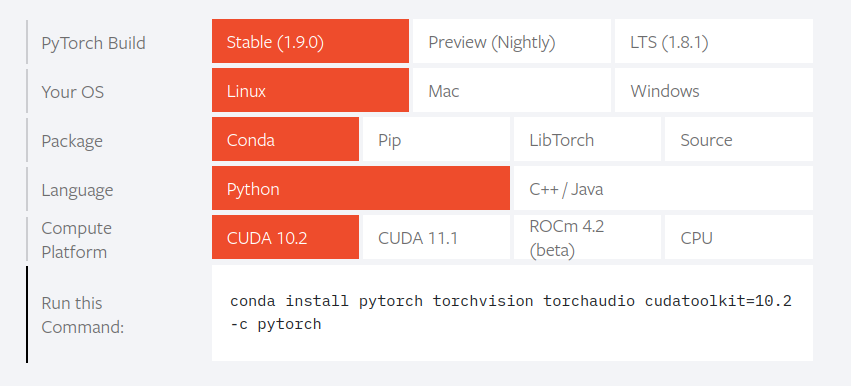 PyTorch Build Stable (1.9.0) Preview (Nightly) LTS (1.8.1)
Your OS Linux Mac Windows
Package Conda Pip LibTorch Source
Language Python C++ / Java
Compute Platform CUDA 10.2 CUDA 11.1 ROCm 4.2 (beta) CPU
Run this Command:
conda install pytorch torchvision torchaudio cudatoolkit=10.2
-c pytorch